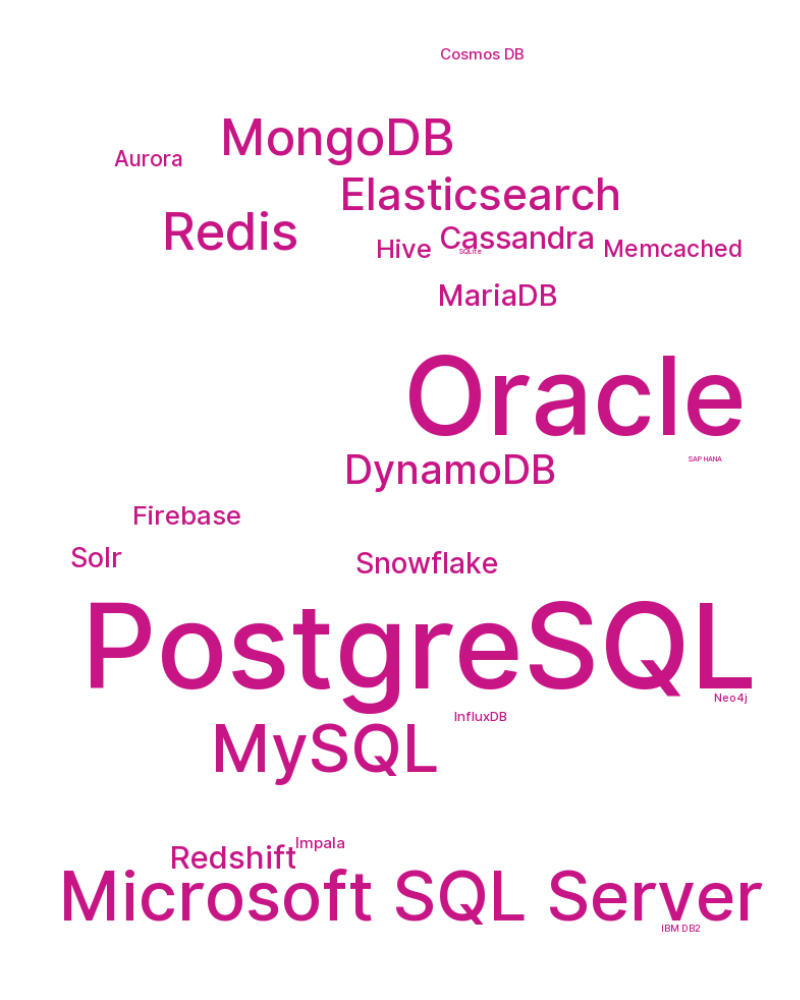 Cosmos DB
MongoDB
Aurora
Elasticsearch
Redis
Cassandra
Hive
Memcached
SQLite
MariaDB
Oracle
SAP HANA
DynamoDB
Firebase
Solr
Snowflake
PostgreSQL
Neo4j
InfluxDB
MySQL
Impala
Redshift
Microsoft SQL Server
IBM DB2